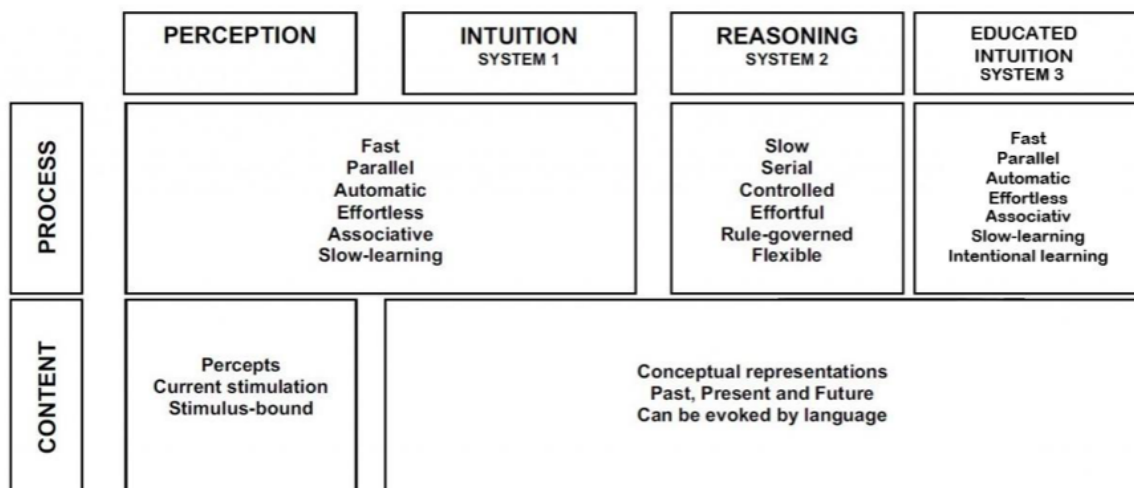 PERCEPTION
INTUITION
SYSTEM 1
REASONING
SYSTEM 2
EDUCATED
INTUITION
SYSTEM 3
PROCESS
Fast
Parallel
Automatic
Effortless
Associative
Slow-learning
Slow
Serial
Controlled
Effortful
Rule-governed
Flexible
Fast
Parallel
Automatic
Effortless
Associativ
Slow-learning
Intentional learning
CONTENT
Percepts
Current stimulation
Stimulus-bound
Conceptual representations
Past, Present and Future
Can be evoked by language